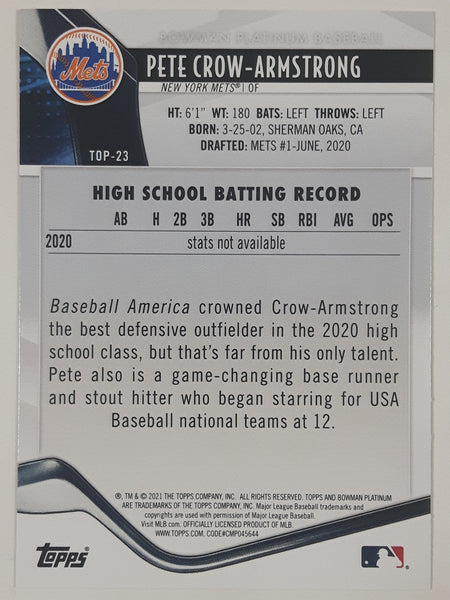 BOWMAN PLATINUM BASEBALL
Mets
PETE CROW-ARMSTRONG
NEW YORK METS® | OF
HT: 6'1" WT: 180 BATS: LEFT THROWS: LEFT
BORN: 3-25-02, SHERMAN OAKS, CA
DRAFTED: METS #1-JUNE, 2020
TOP-23
HIGH SCHOOL BATTING RECORD
AB H 2B 3B HR SB RBI AVG OPS
2020 stats not available
Baseball America crowned Crow-Armstrong
the best defensive outfielder in the 2020 high
school class, but that's far from his only talent.
Pete also is a game-changing base runner
and stout hitter who began starring for USA
Baseball national teams at 12.
®, TM & © 2021 THE TOPPS COMPANY, INC. ALL RIGHTS RESERVED. TOPPS AND BOWMAN PLATINUM
ARE TRADEMARKS OF THE TOPPS COMPANY, INC. Major League Baseball trademarks and
copyrights are used with permission of Major League Baseball.
Visit MLB.com. OFFICIALLY LICENSED PRODUCT OF MLB.
WWW.TOPPS.COM. CODE#CMP045644
TOPPS